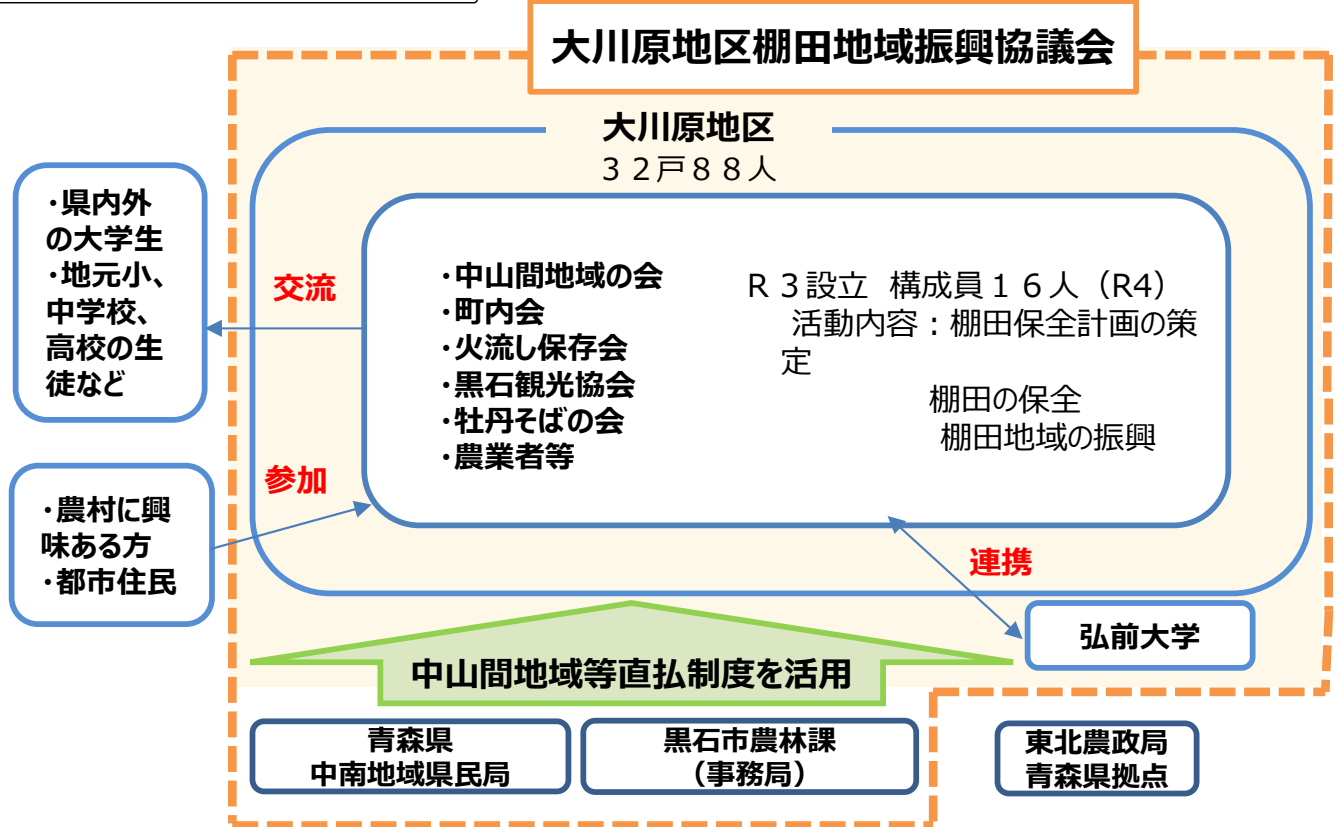 大川原地区棚田地域振興協議会
大川原地区
３２戸８８人
・県内外
の大学生
・地元小、
中学校、
高校の生
徒など
交流
・中山間地域の会
・町内会
・火流し保存会
・黒石観光協会
・牡丹そばの会
・農業者等
Ｒ３設立 構成員１６人（R4）
活動内容：棚田保全計画の策
定
棚田の保全
棚田地域の振興
参加
・農村に興
味ある方
・都市住民
連携
弘前大学
中山間地域等直払制度を活用
青森県
中南地域県民局
黒石市農林課
（事務局）
東北農政局
青森県拠点